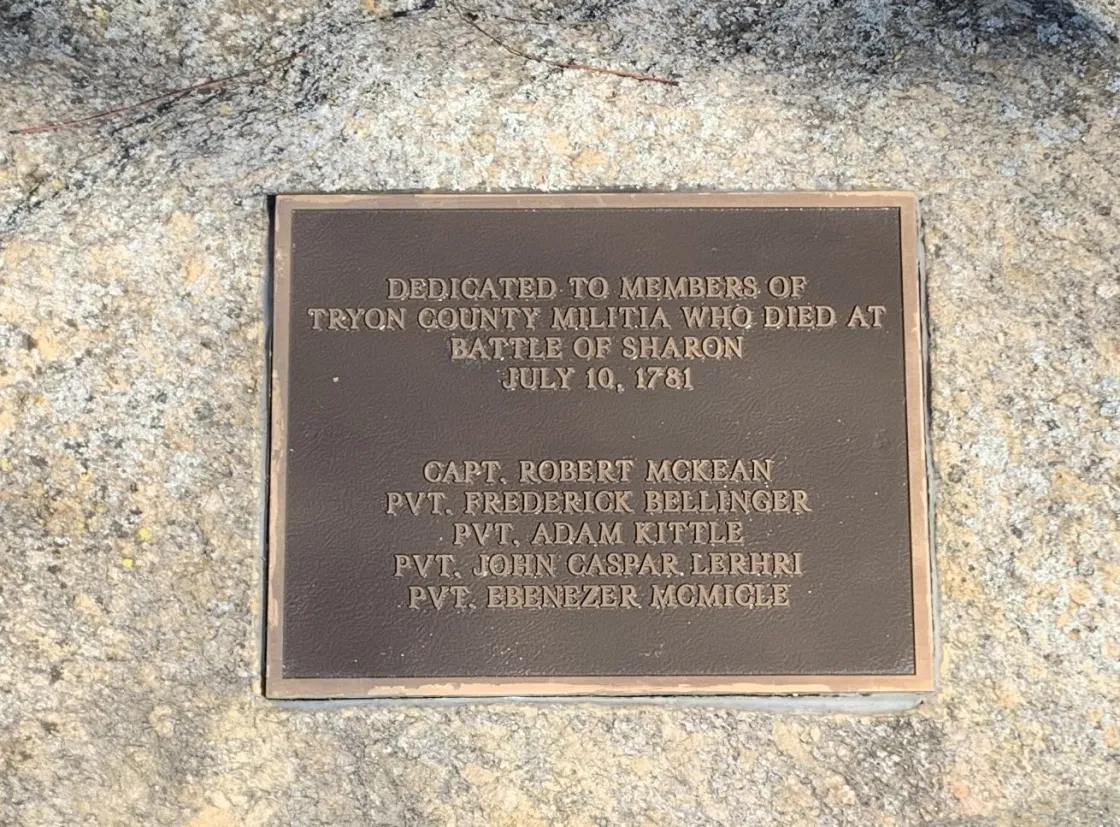 DEDICATED TO MEMBERS OF
TRYON COUNTY MILITIA WHO DIED AT
BATTLE OF SHARON
JULY 10, 1781
CAPT. ROBERT MCKEAN
PVT. FREDERICK BELLINGER
PVT. ADAM KITTLE
PVT. JOHN CASPAR LERHRI
PVT. EBENEZER MCMICLE